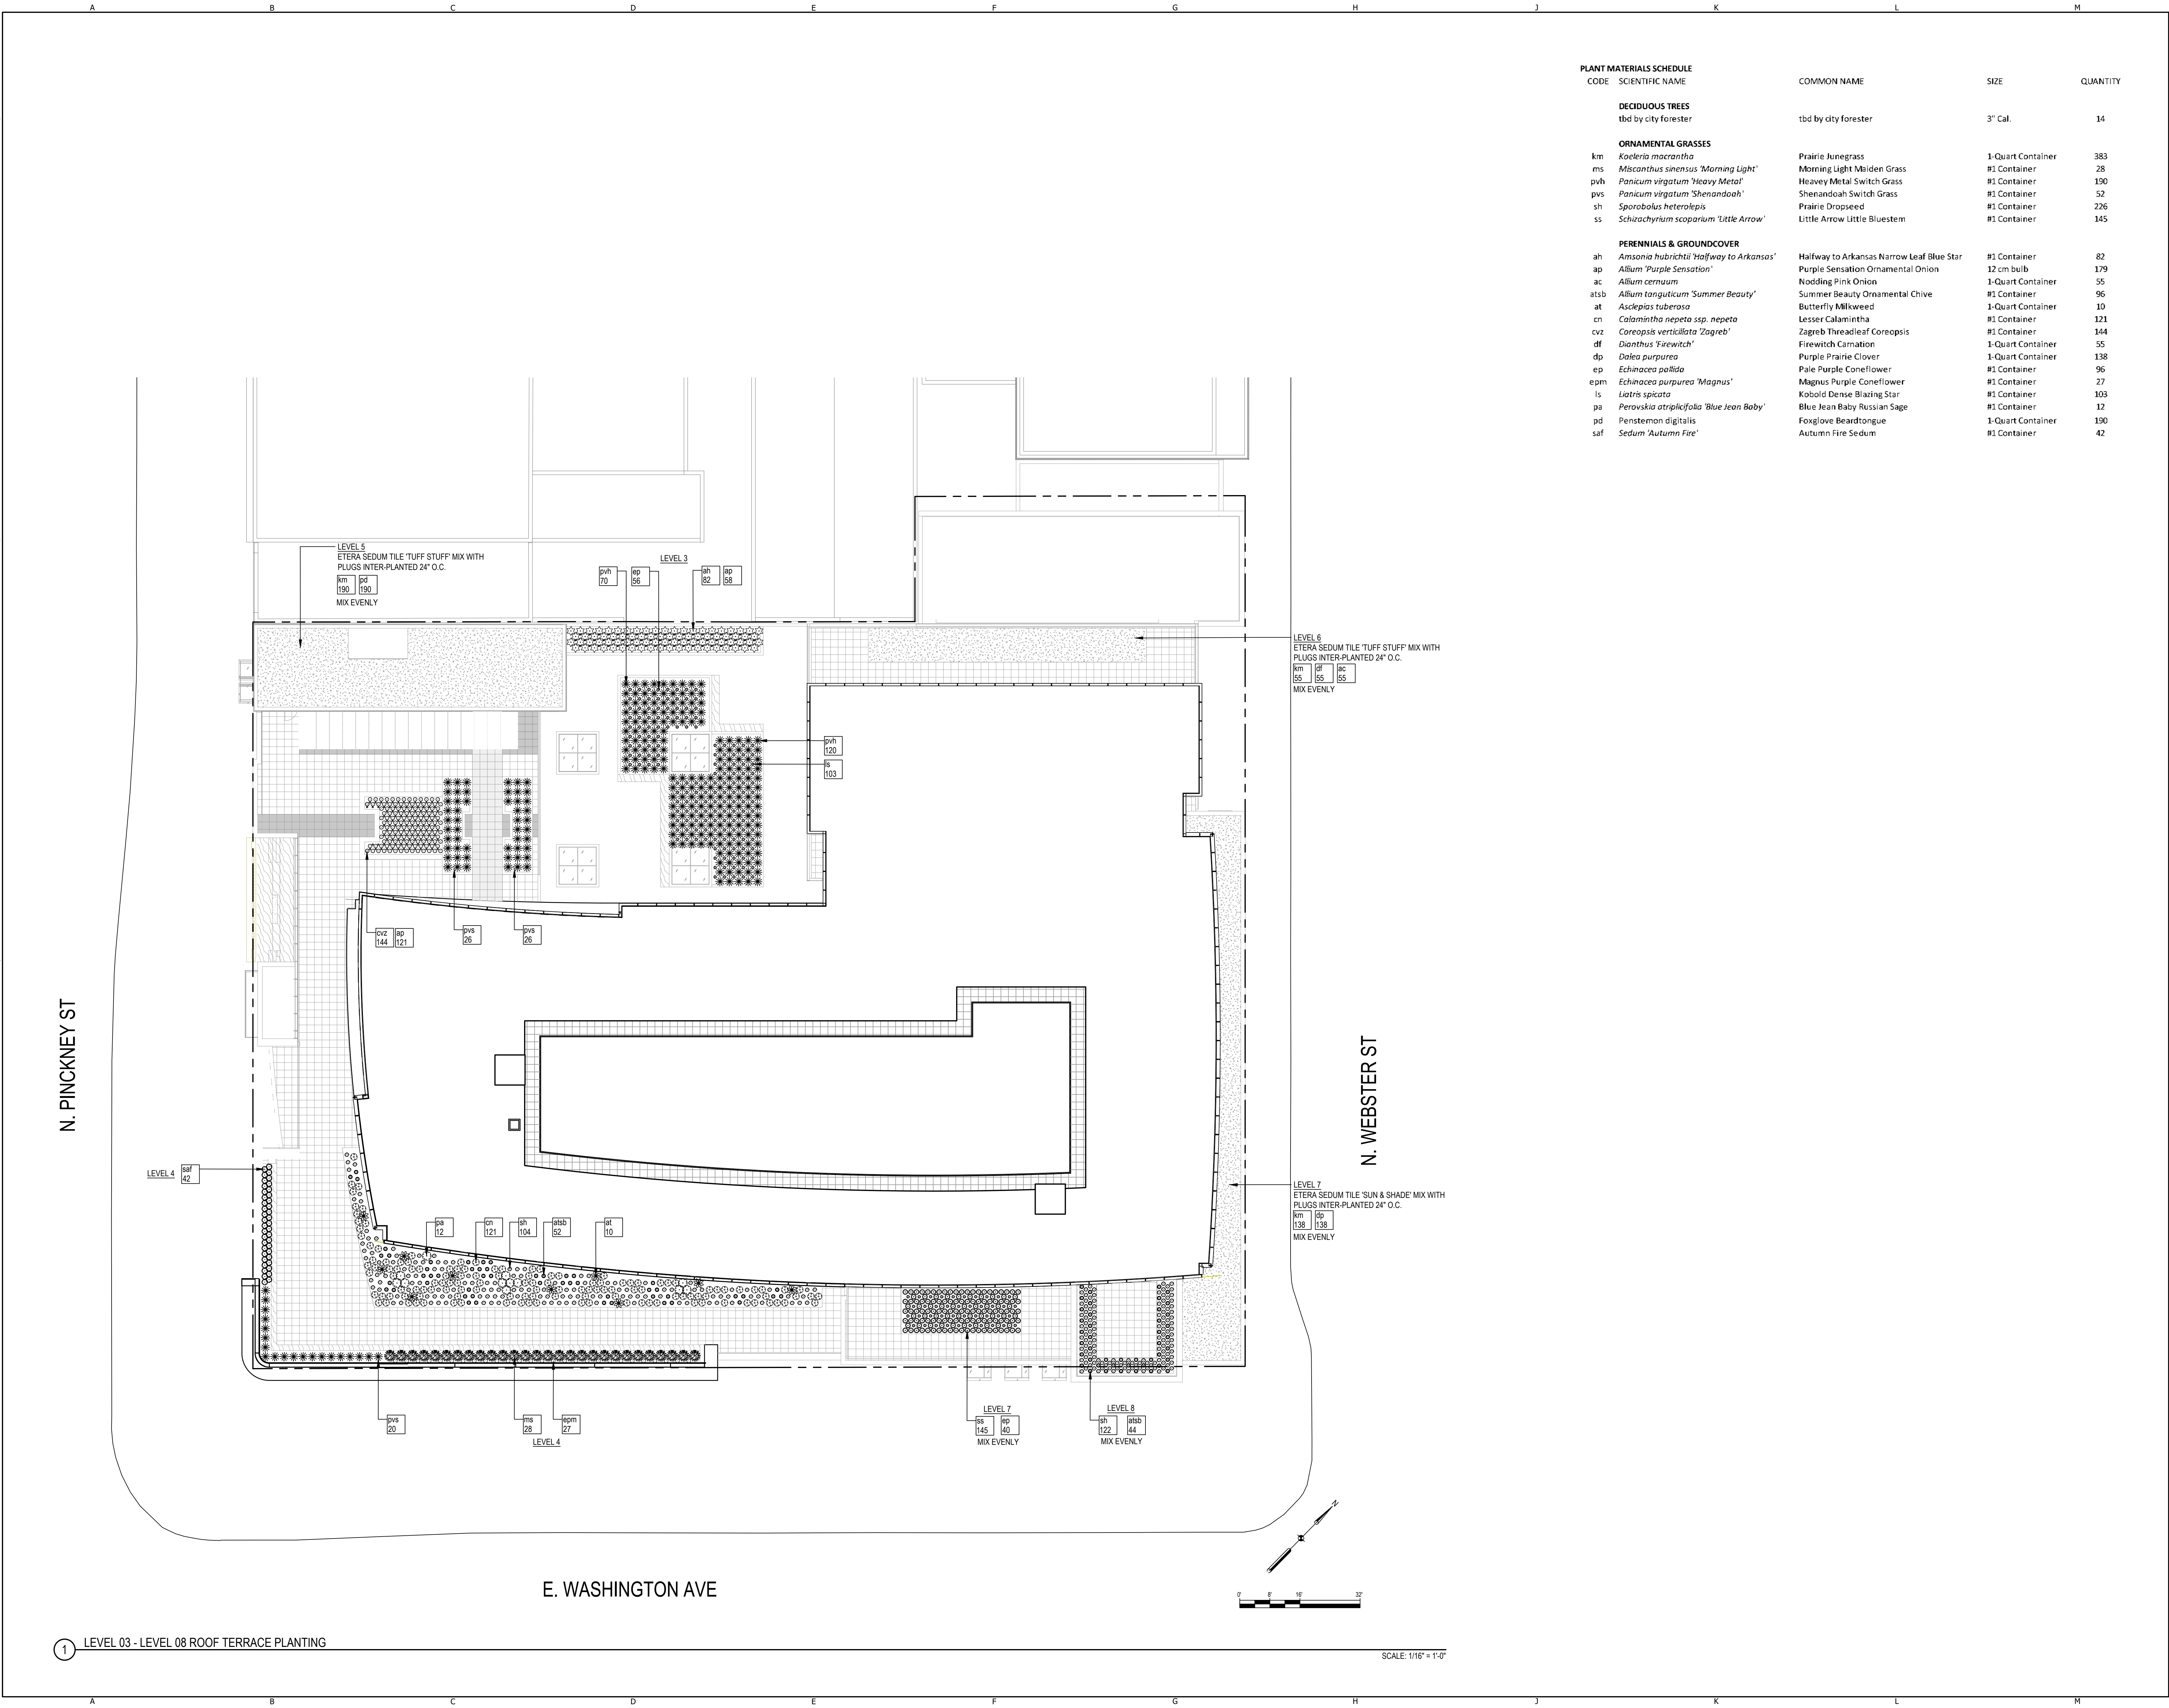 A B C D E F G H J K L M
PLANT MATERIALS SCHEDULE
CODE SCIENTIFIC NAME COMMON NAME SIZE QUANTITY
DECIDUOUS TREES
tbd by city forester tbd by city forester 3" Cal. 14
ORNAMENTAL GRASSES
km Koeleria macrantha Prairie Junegrass 1-Quart Container 383
ms Miscanthus sinensus 'Morning Light' Morning Light Maiden Grass #1 Container 28
pvh Panicum virgatum 'Heavy Metal' Heavey Metal Switch Grass #1 Container 190
pvs Panicum virgatum 'Shenandoah' Shenandoah Switch Grass #1 Container 52
sh Sporobolus heterolepis Prairie Dropseed #1 Container 226
ss Schizachyrium scoparium 'Little Arrow' Little Arrow Little Bluestem #1 Container 145
PERENNIALS & GROUNDCOVER
ah Amsonia hubrichtii 'Halfway to Arkansas' Halfway to Arkansas Narrow Leaf Blue Star #1 Container 82
ap Allium 'Purple Sensation' Purple Sensation Ornamental Onion 12 cm bulb 179
ac Allium cernuum Nodding Pink Onion 1-Quart Container 55
atsb Allium tanguticum 'Summer Beauty' Summer Beauty Ornamental Chive #1 Container 96
at Asclepias tuberosa Butterfly Milkweed 1-Quart Container 10
cn Calamintha nepeta ssp. nepeta Lesser Calamintha #1 Container 121
cvz Coreopsis verticillata 'Zagreb' Zagreb Threadleaf Coreopsis #1 Container 144
df Dianthus 'Firewitch' Firewitch Carnation 1-Quart Container 55
dp Dalea purpurea Purple Prairie Clover 1-Quart Container 138
ep Echinacea pallida Pale Purple Coneflower #1 Container 96
epm Echinacea purpurea 'Magnus' Magnus Purple Coneflower #1 Container 27
ls Liatris spicata Kobold Dense Blazing Star #1 Container 103
pa Perovskia atriplicifolia 'Blue Jean Baby' Blue Jean Baby Russian Sage #1 Container 12
pd Penstemon digitalis Foxglove Beardtongue 1-Quart Container 190
saf Sedum 'Autumn Fire' Autumn Fire Sedum #1 Container 42
LEVEL 5
ETERA SEDUM TILE 'TUFF STUFF' MIX WITH
PLUGS INTER-PLANTED 24" O.C.
km pd
190 190
MIX EVENLY
LEVEL 3
pvh ep ah ap
70 56 82 58
LEVEL 6
ETERA SEDUM TILE 'TUFF STUFF' MIX WITH
PLUGS INTER-PLANTED 24" O.C.
km df ac
55 55 55
MIX EVENLY
pvh
120
ls
103
cvz ap pvs pvs
144 121 26 26
N. PINCKNEY ST
N. WEBSTER ST
LEVEL 4
saf
42
LEVEL 7
ETERA SEDUM TILE 'SUN & SHADE' MIX WITH
PLUGS INTER-PLANTED 24" O.C.
km dp
138 138
MIX EVENLY
pa cn sh atsb at
12 121 104 52 10
pvs ms epm
20 28 27
LEVEL 4
LEVEL 7
ss ep
145 40
MIX EVENLY
LEVEL 8
sh atsb
122 44
MIX EVENLY
N
E. WASHINGTON AVE
0' 8' 16' 32'
1 LEVEL 03 - LEVEL 08 ROOF TERRACE PLANTING
SCALE: 1/16" = 1'-0"
A B C D E F G H J K L M